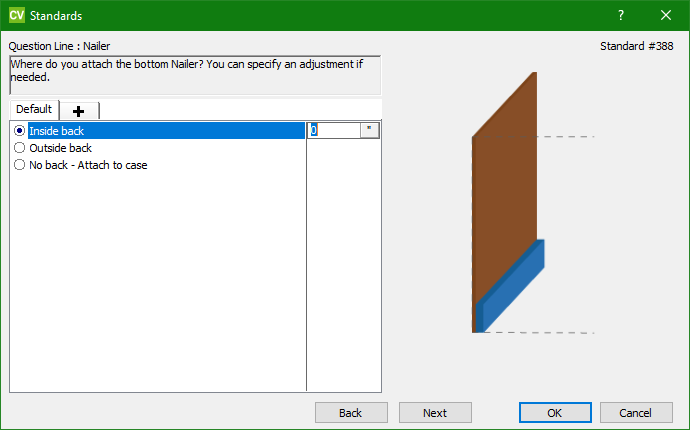 CV Standards ?
Question Line : Nailer
Standard #388
Where do you attach the bottom Nailer? You can specify an adjustment if
needed.
Default
Inside back 0 "
Outside back
No back - Attach to case
Back Next OK Cancel